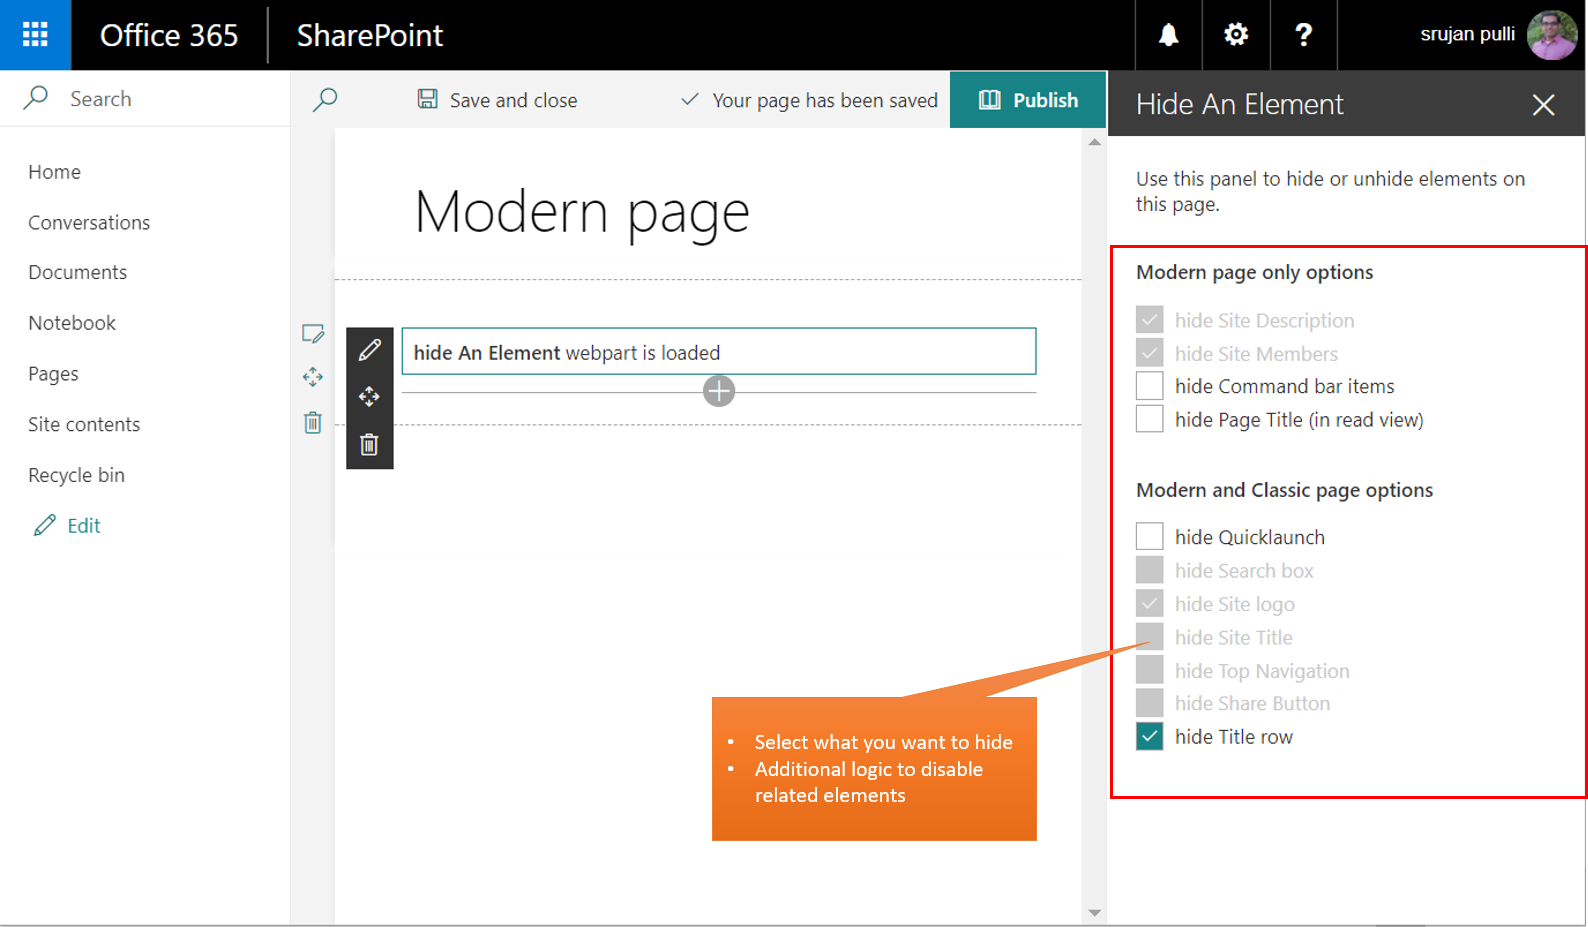 Office 365
SharePoint
?
srujan pulli
Search
Home
Conversations
Documents
Notebook
Pages
Site contents
Recycle bin
Edit
Save and close
Your page has been saved
Publish
Modern page
hide An Element webpart is loaded
• Select what you want to hide
• Additional logic to disable
related elements
Hide An Element
Use this panel to hide or unhide elements on
this page.
Modern page only options
hide Site Description
hide Site Members
hide Command bar items
hide Page Title (in read view)
Modern and Classic page options
hide Quicklaunch
hide Search box
hide Site logo
hide Site Title
hide Top Navigation
hide Share Button
hide Title row